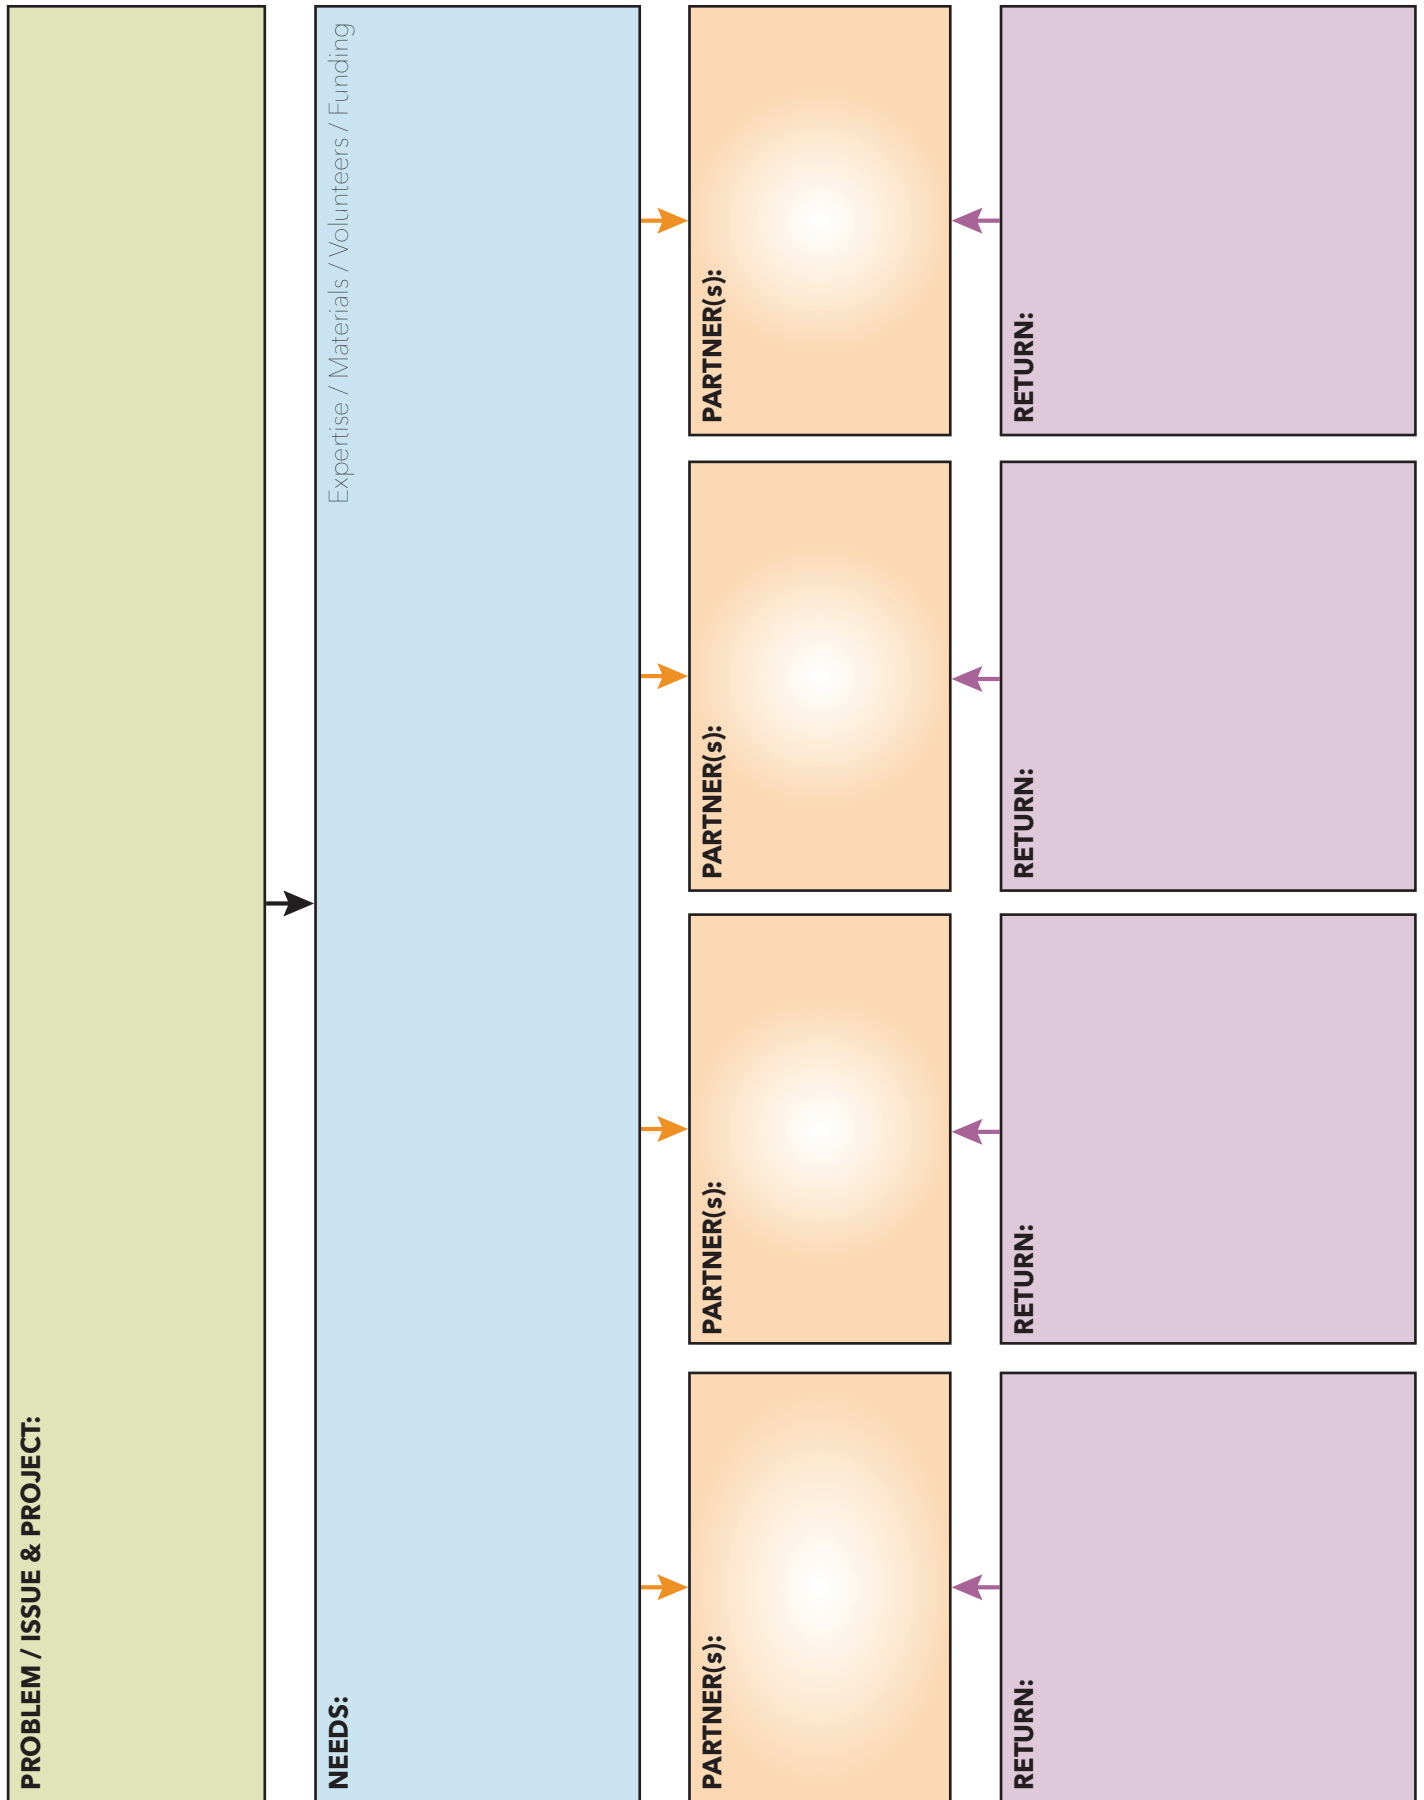 PROBLEM / ISSUE & PROJECT:
NEEDS:
Expertise / Materials / Volunteers / Funding
PARTNER(s):
PARTNER(s):
PARTNER(s):
PARTNER(s):
RETURN:
RETURN:
RETURN:
RETURN: